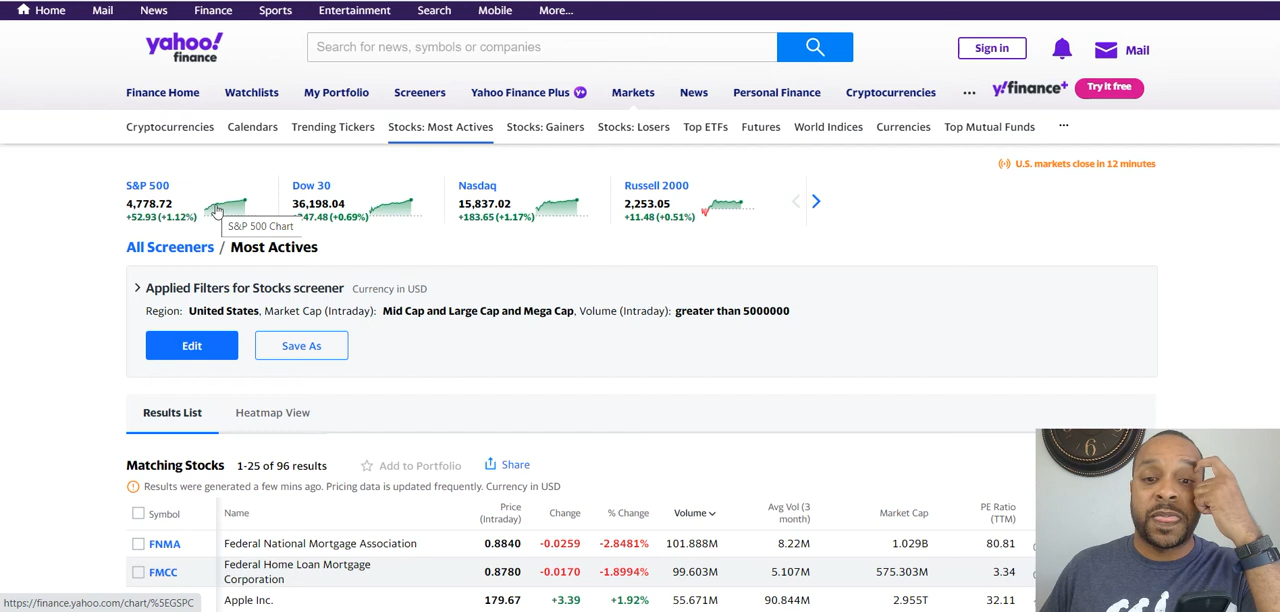 Home Mail News Finance Sports Entertainment Search Mobile More...
yahoo!
finance
Search for news, symbols or companies
Sign in
Mail
Finance Home Watchlists My Portfolio Screeners Yahoo Finance Plus Y+ Markets News Personal Finance Cryptocurrencies ... y!finance+ Try it free
Cryptocurrencies Calendars Trending Tickers Stocks: Most Actives Stocks: Gainers Stocks: Losers Top ETFs Futures World Indices Currencies Top Mutual Funds ...
U.S. markets close in 12 minutes
S&P 500
4,778.72
+52.93 (+1.12%)
Dow 30
36,198.04
+247.48 (+0.69%)
Nasdaq
15,837.02
+183.65 (+1.17%)
Russell 2000
2,253.05
+11.48 (+0.51%)
S&P 500 Chart
All Screeners / Most Actives
Applied Filters for Stocks screener Currency in USD
Region: United States, Market Cap (Intraday): Mid Cap and Large Cap and Mega Cap, Volume (Intraday): greater than 5000000
Edit Save As
Results List Heatmap View
Matching Stocks 1-25 of 96 results Add to Portfolio Share
Results were generated a few mins ago. Pricing data is updated frequently. Currency in USD
Symbol Name Price (Intraday) Change % Change Volume Avg Vol (3 month) Market Cap PE Ratio (TTM)
FNMA Federal National Mortgage Association 0.8840 -0.0259 -2.8481% 101.888M 8.22M 1.029B 80.81
FMCC Federal Home Loan Mortgage Corporation 0.8780 -0.0170 -1.8994% 99.603M 5.107M 575.303M 3.34
Apple Inc. 179.67 +3.39 +1.92% 55.671M 90.844M 2.955T 32.11
https://finance.yahoo.com/chart/%5EGSPC
6